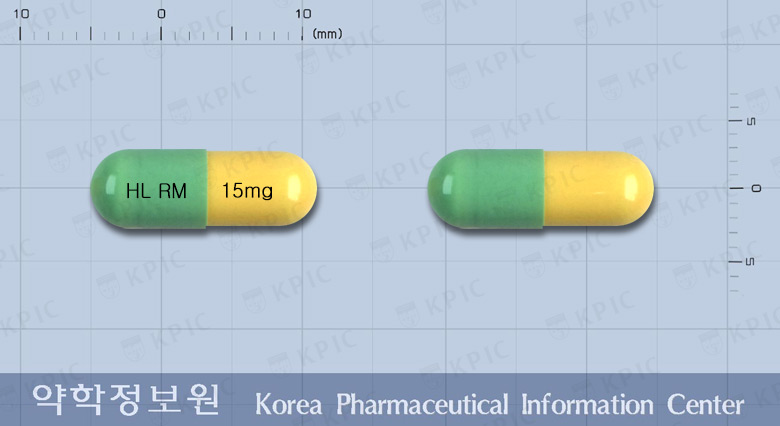 10 0 10
(mm)
KPIC
HL RM 15mg
5
0
5
약학정보원 Korea Pharmaceutical Information Center